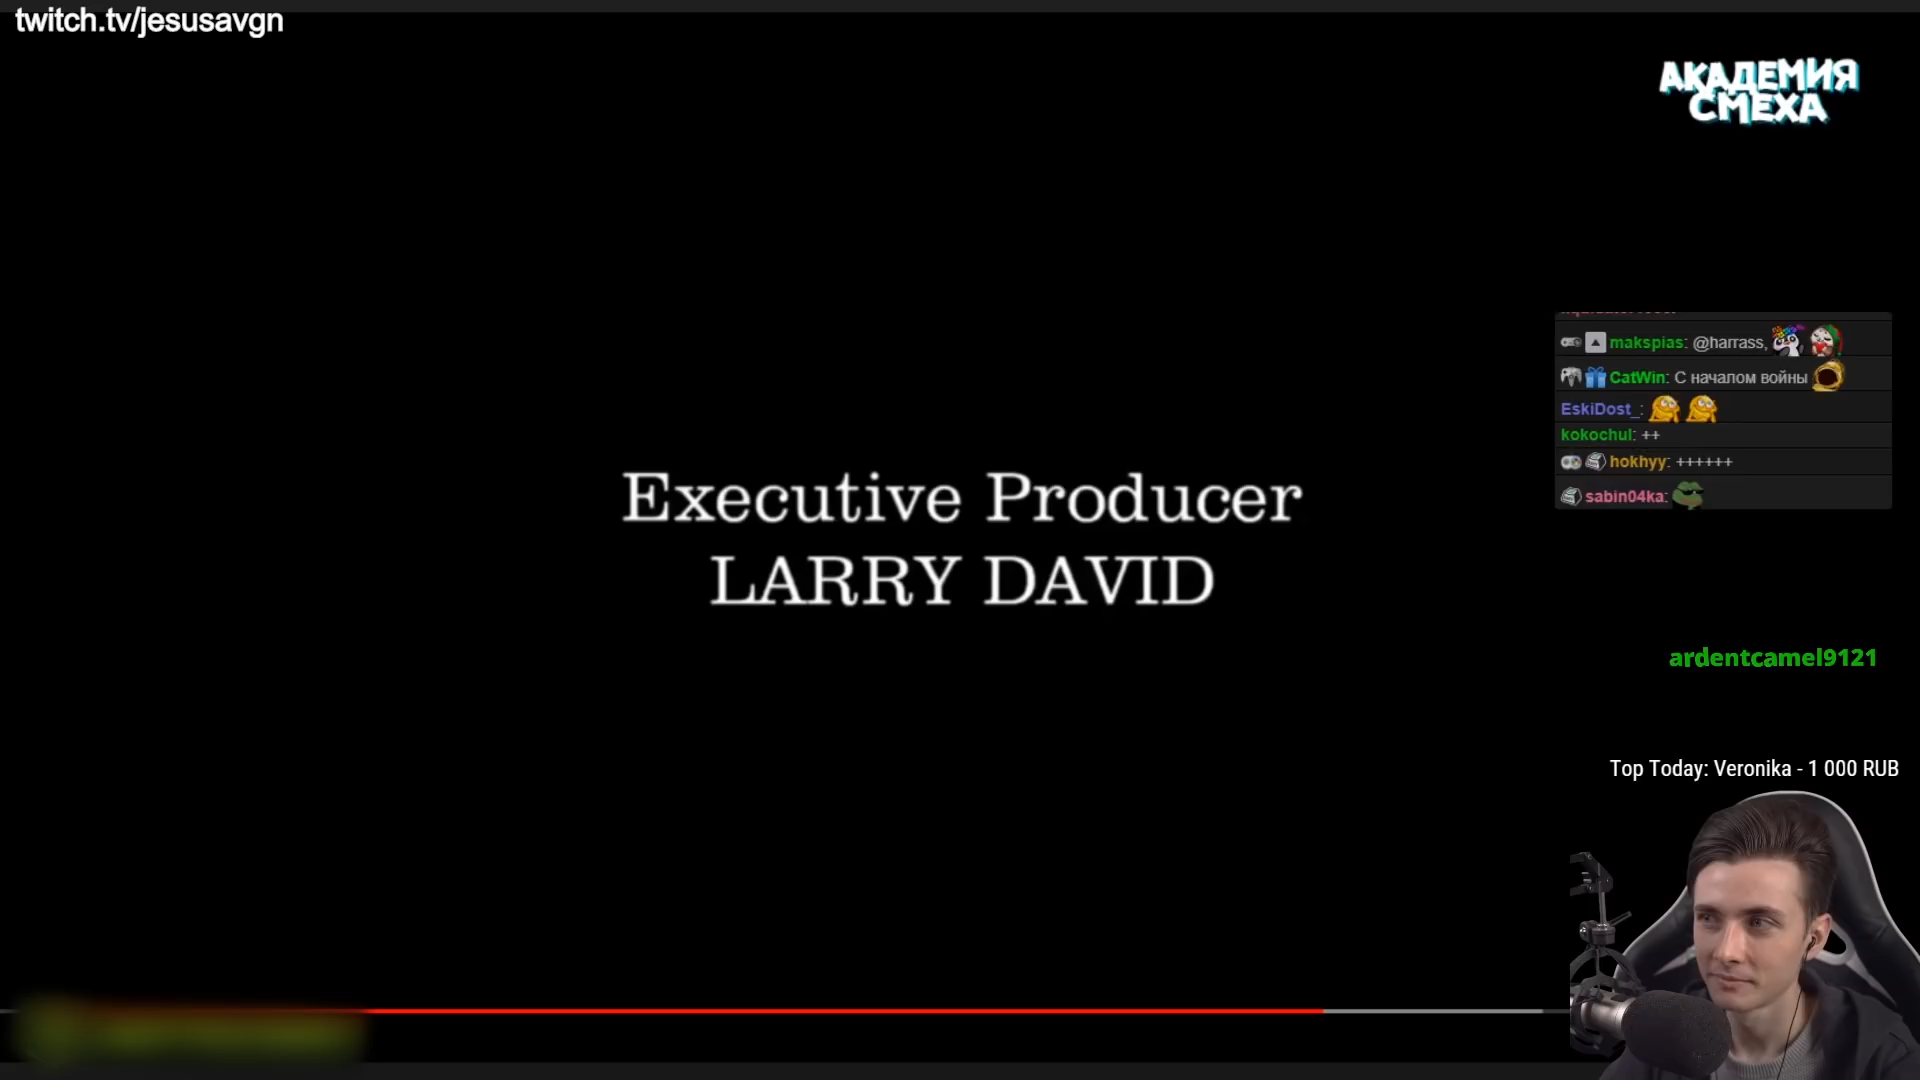 twitch.tv/jesusavgn
АКАДЕМИЯ
СМЕХА
makspias: @harrass,
CatWin: С началом войны
EskiDost_:
kokochul: ++
hokhyy: ++++++
sabin04ka:
Executive Producer
LARRY DAVID
ardentcamel9121
Top Today: Veronika - 1 000 RUB